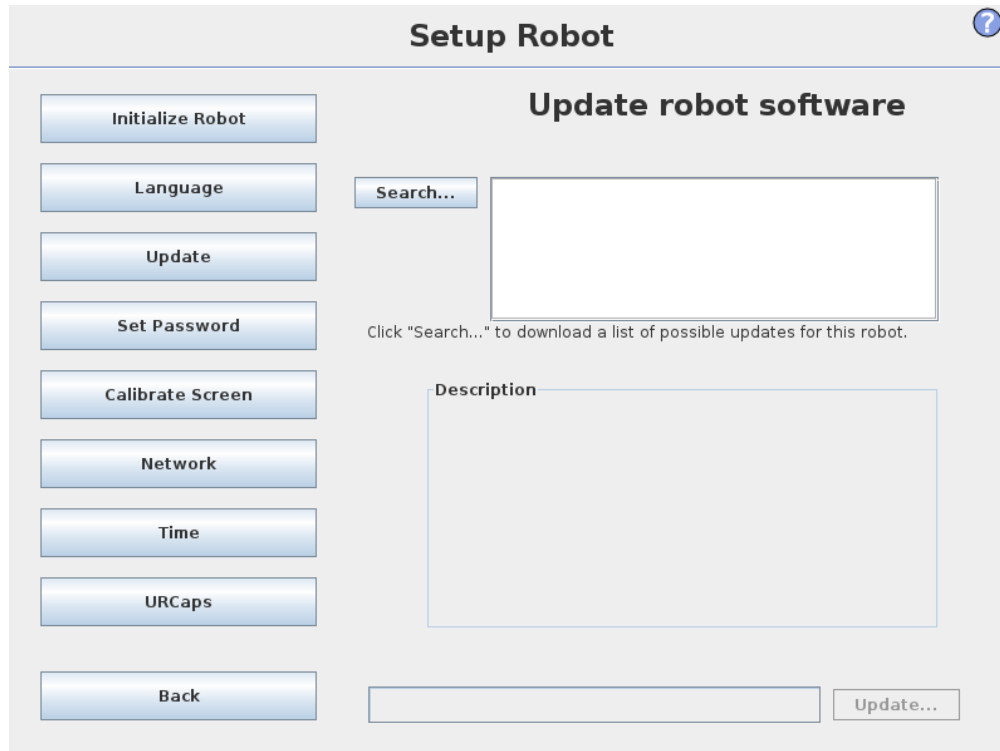 Setup Robot
?
Initialize Robot
Language
Update
Set Password
Calibrate Screen
Network
Time
URCaps
Back
Update robot software
Search...
Click "Search..." to download a list of possible updates for this robot.
Description
Update...